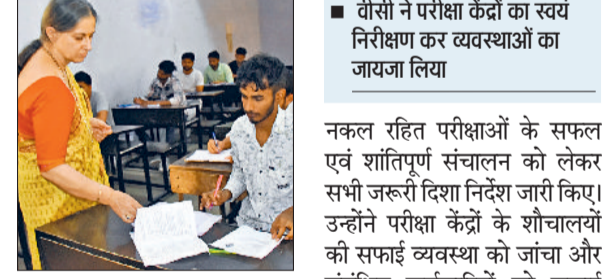 ■ वीसी ने परीक्षा केंद्रों का स्वयं
निरीक्षण कर व्यवस्थाओं का
जायजा लिया
नकल रहित परीक्षाओं के सफल
एवं शांतिपूर्ण संचालन को लेकर
सभी जरूरी दिशा निर्देश जारी किए।
उन्होंने परीक्षा केंद्रों के शौचालयों
की सफाई व्यवस्था को जांचा और